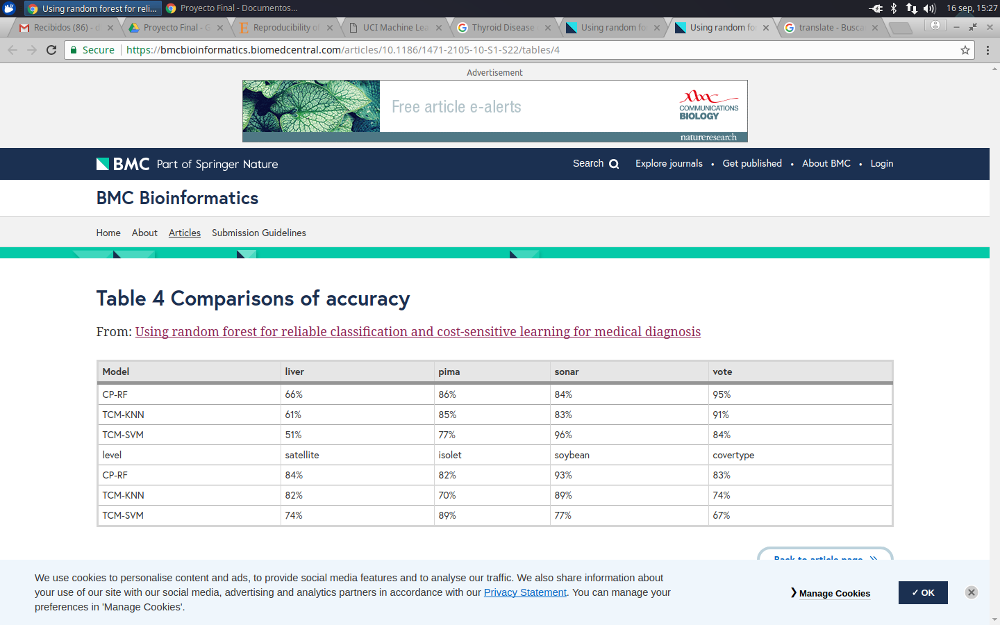 Using random forest for reli...
Proyecto Final - Documentos...
16 sep, 15:27
Recibidos (86) - d
Proyecto Final - G
Reproducibility of
UCI Machine Lea
Thyroid Disease
Using random fo
Using random fo
translate - Busca
Secure
https://bmcbioinformatics.biomedcentral.com/articles/10.1186/1471-2105-10-S1-S22/tables/4
Advertisement
Free article e-alerts
COMMUNICATIONS
BIOLOGY
natureresearch
BMC Part of Springer Nature
Search
Explore journals • Get published • About BMC • Login
BMC Bioinformatics
Home About Articles Submission Guidelines
Table 4 Comparisons of accuracy
From: Using random forest for reliable classification and cost-sensitive learning for medical diagnosis
Model liver pima sonar vote
CP-RF 66% 86% 84% 95%
TCM-KNN 61% 85% 83% 91%
TCM-SVM 51% 77% 96% 84%
level satellite isolet soybean covertype
CP-RF 84% 82% 93% 83%
TCM-KNN 82% 70% 89% 74%
TCM-SVM 74% 89% 77% 67%
Back to article page »
We use cookies to personalise content and ads, to provide social media features and to analyse our traffic. We also share information about
your use of our site with our social media, advertising and analytics partners in accordance with our Privacy Statement. You can manage your
preferences in 'Manage Cookies'.
❯ Manage Cookies
✓ OK